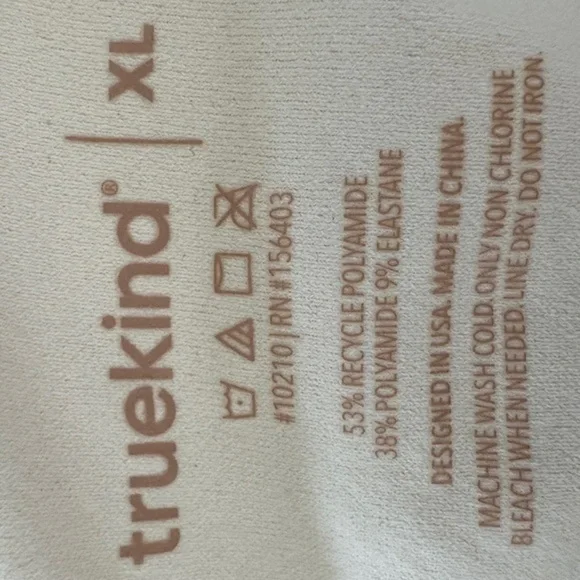 truekind® | XL
#10210 | RN #156403
53% RECYCLE POLYAMIDE
38% POLYAMIDE 9% ELASTANE
DESIGNED IN USA. MADE IN CHINA.
MACHINE WASH COLD. ONLY NON CHLORINE
BLEACH WHEN NEEDED. LINE DRY. DO NOT IRON.